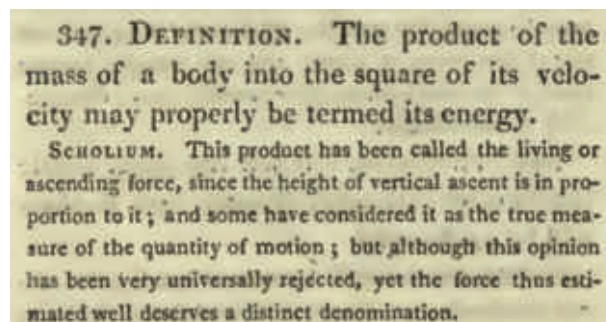 347. DEFINITION. The product of the
mass of a body into the square of its velo-
city may properly be termed its energy.
SCHOLIUM. This product has been called the living or
ascending force, since the height of vertical ascent is in pro-
portion to it; and some have considered it as the true mea-
sure of the quantity of motion; but although this opinion
has been very universally rejected, yet the force thus esti-
mated well deserves a distinct denomination.